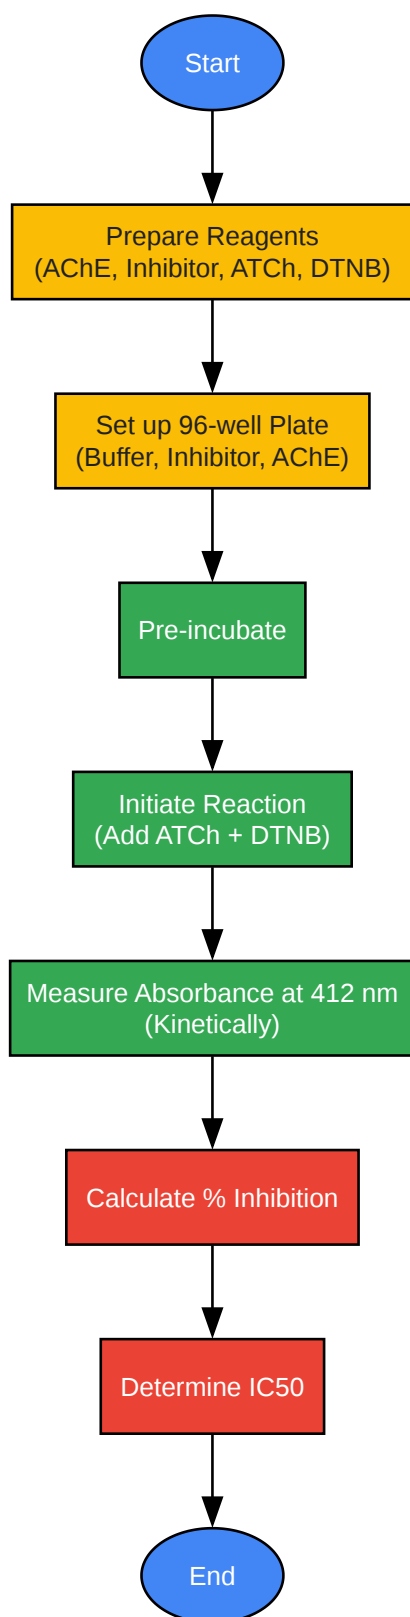 Start
Prepare Reagents
(AChE, Inhibitor, ATCh, DTNB)
Set up 96-well Plate
(Buffer, Inhibitor, AChE)
Pre-incubate
Initiate Reaction
(Add ATCh + DTNB)
Measure Absorbance at 412 nm
(Kinetically)
Calculate % Inhibition
Determine IC50
End